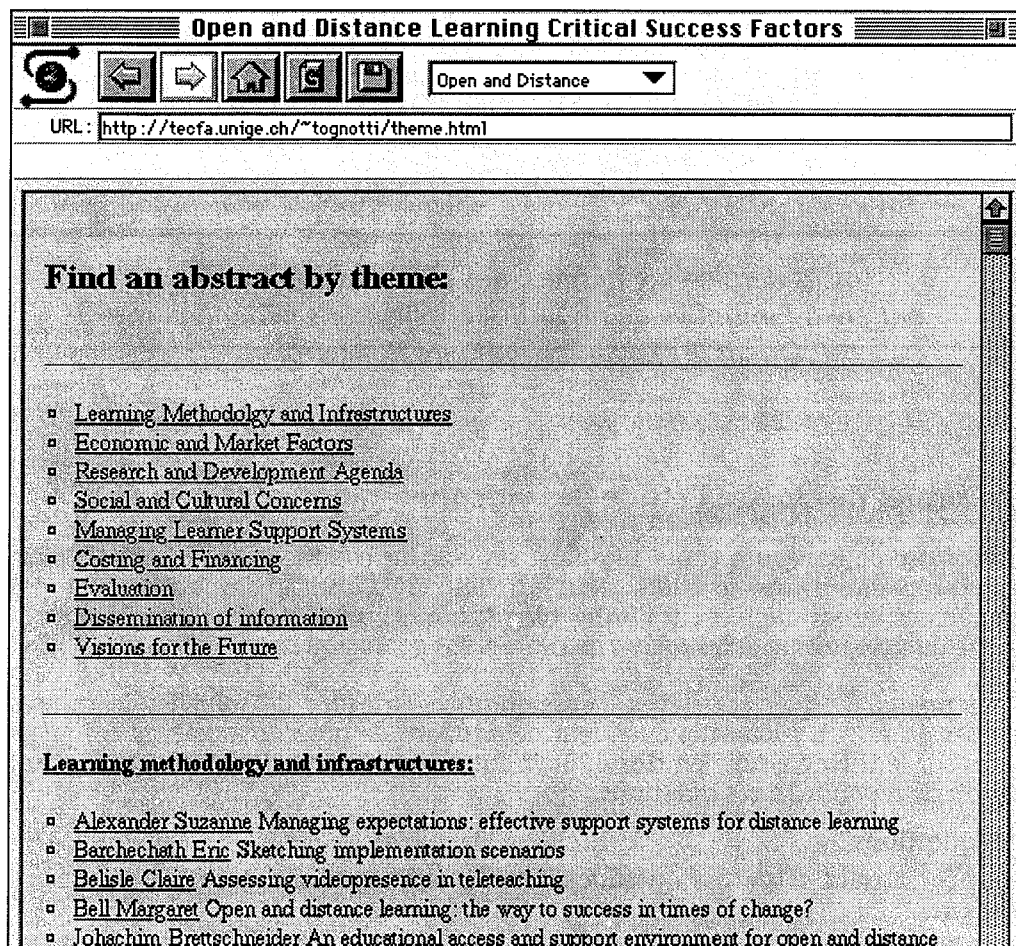 Open and Distance Learning Critical Success Factors
Open and Distance
URL: http://tecfa.unige.ch/~tognotti/theme.html
Find an abstract by theme:
Learning Methodolgy and Infrastructures
Economic and Market Factors
Research and Development Agenda
Social and Cultural Concerns
Managing Learner Support Systems
Costing and Financing
Evaluation
Dissemination of information
Visions for the Future
Learning methodology and infrastructures:
Alexander Suzanne Managing expectations: effective support systems for distance learning
Barchechath Eric Sketching implementation scenarios
Belisle Claire Assessing videopresence in teleteaching
Bell Margaret Open and distance learning: the way to success in times of change?
Johachim Brettschneider An educational access and support environment for open and distance